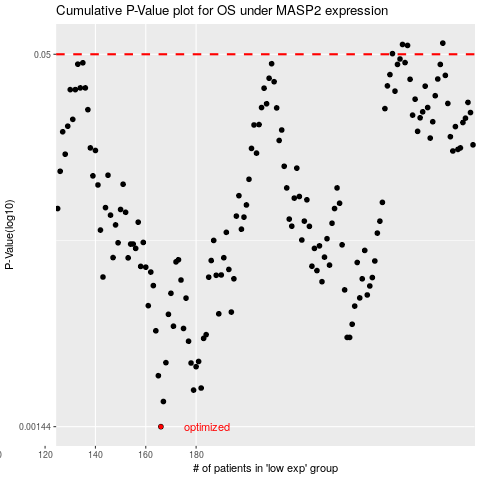 Cumulative P-Value plot for OS under MASP2 expression
0.05
P-Value(log10)
0.00144
optimized
0
120
140
160
180
# of patients in 'low exp' group